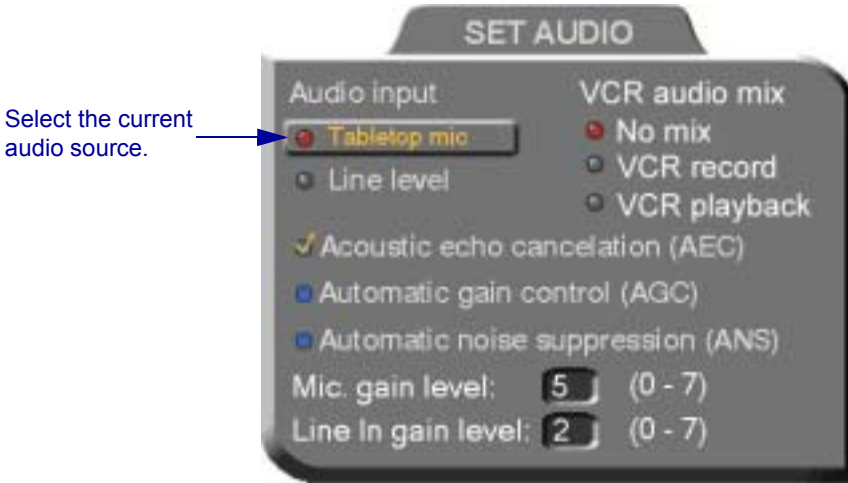 SET AUDIO
Select the current
audio source.
Audio input
Tabletop mic
Line level
VCR audio mix
No mix
VCR record
VCR playback
Acoustic echo cancelation (AEC)
Automatic gain control (AGC)
Automatic noise suppression (ANS)
Mic. gain level: 5 (0 - 7)
Line In gain level: 2 (0 - 7)